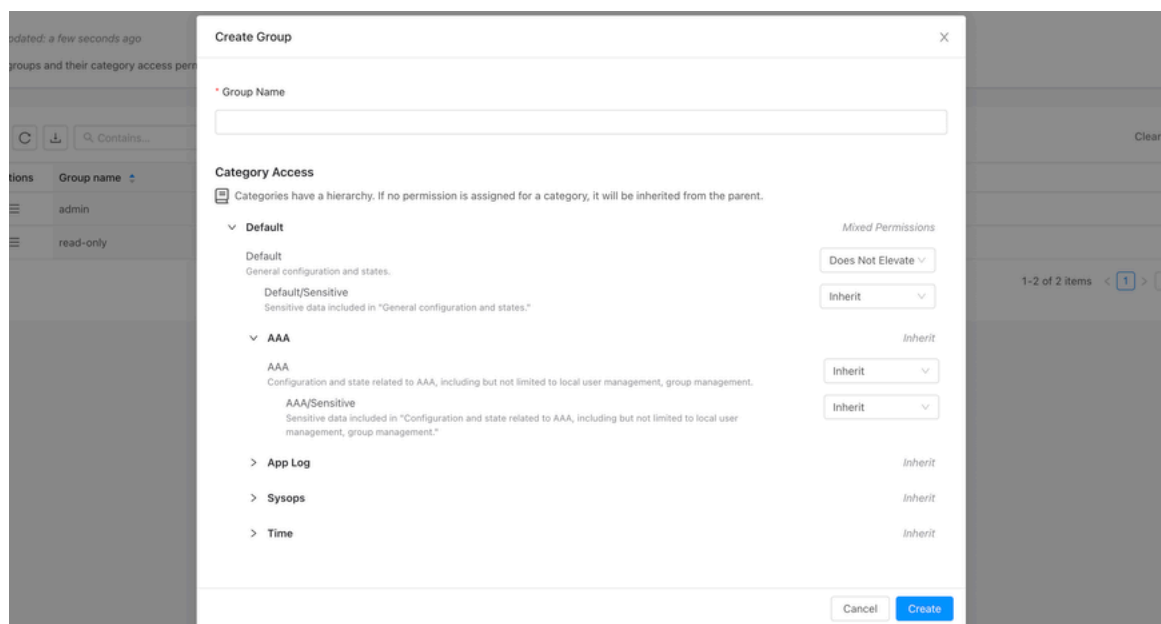 pdated: a few seconds ago
groups and their category access perm
Contains...
Clear
tions Group name
admin
read-only
1-2 of 2 items < 1 >
Create Group
* Group Name
Category Access
Categories have a hierarchy. If no permission is assigned for a category, it will be inherited from the parent.
Default Mixed Permissions
Default Does Not Elevate
General configuration and states.
Default/Sensitive Inherit
Sensitive data included in "General configuration and states."
AAA Inherit
AAA Inherit
Configuration and state related to AAA, including but not limited to local user management, group management.
AAA/Sensitive Inherit
Sensitive data included in "Configuration and state related to AAA, including but not limited to local user
management, group management."
App Log Inherit
Sysops Inherit
Time Inherit
Cancel Create